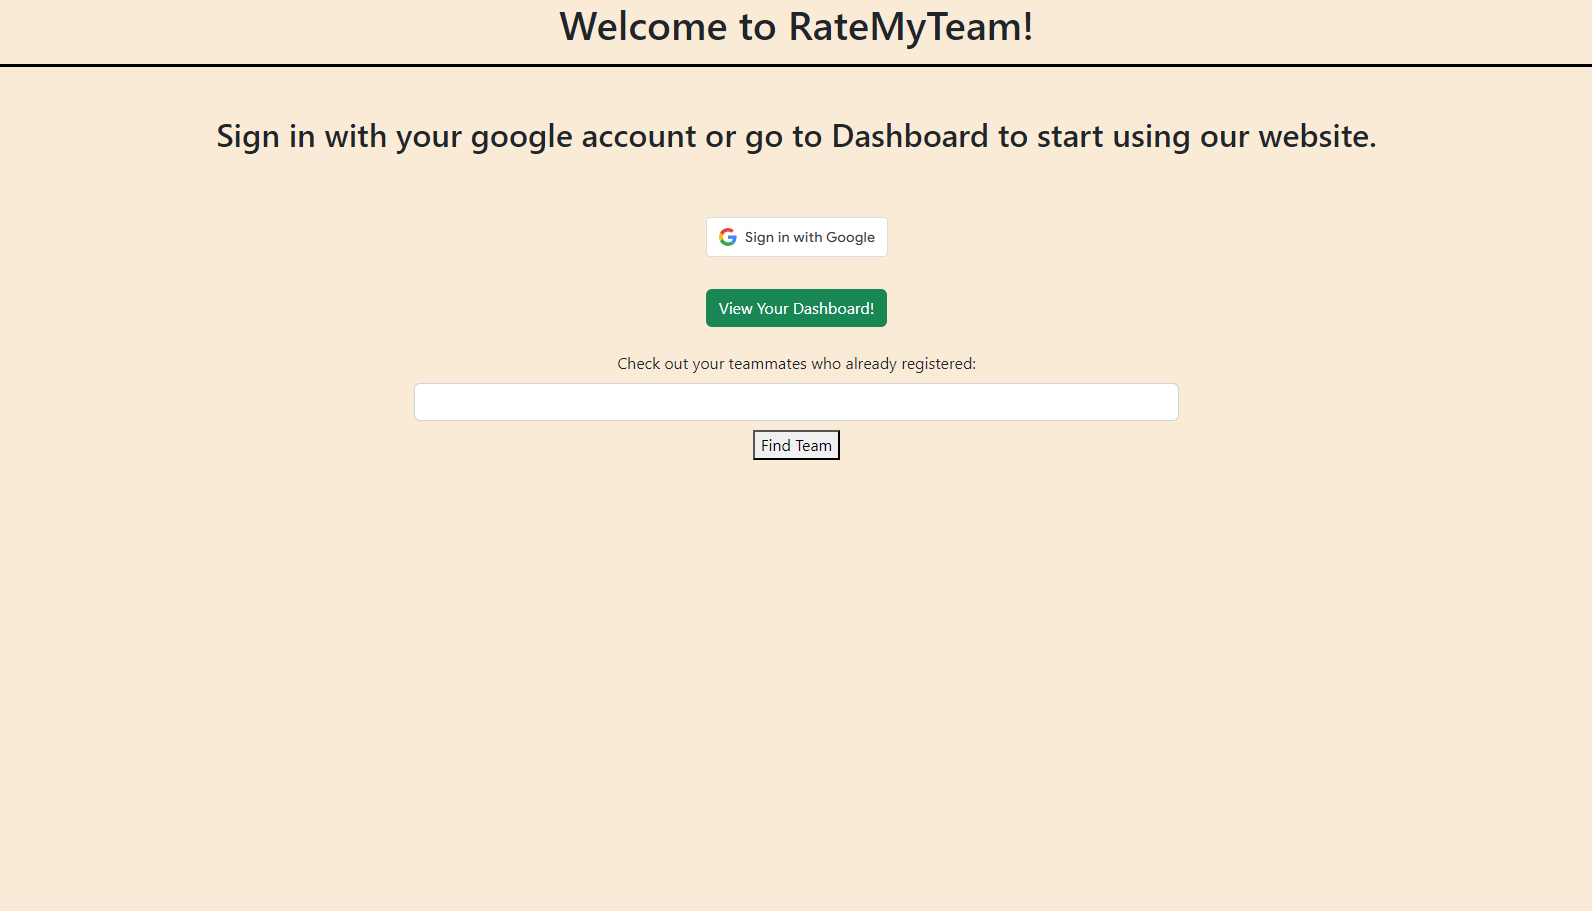 Welcome to RateMyTeam!
Sign in with your google account or go to Dashboard to start using our website.
Sign in with Google
View Your Dashboard!
Check out your teammates who already registered:
Find Team